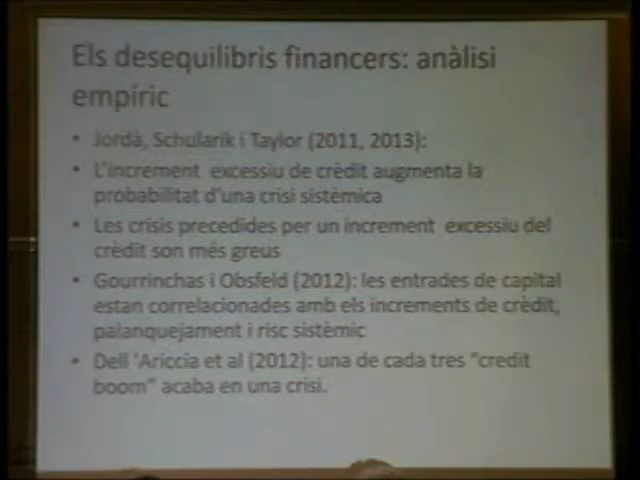 Els desequilibris financers: anàlisi
empíric
• Jordà, Schularik i Taylor (2011, 2013):
• L'increment excessiu de crèdit augmenta la
probabilitat d'una crisi sistèmica
• Les crisis precedides per un increment excessiu del
crèdit son més greus
• Gourrinchas i Obsfeld (2012): les entrades de capital
estan correlacionades amb els increments de crèdit,
palanquejament i risc sistèmic
• Dell 'Ariccia et al (2012): una de cada tres "credit
boom" acaba en una crisi.